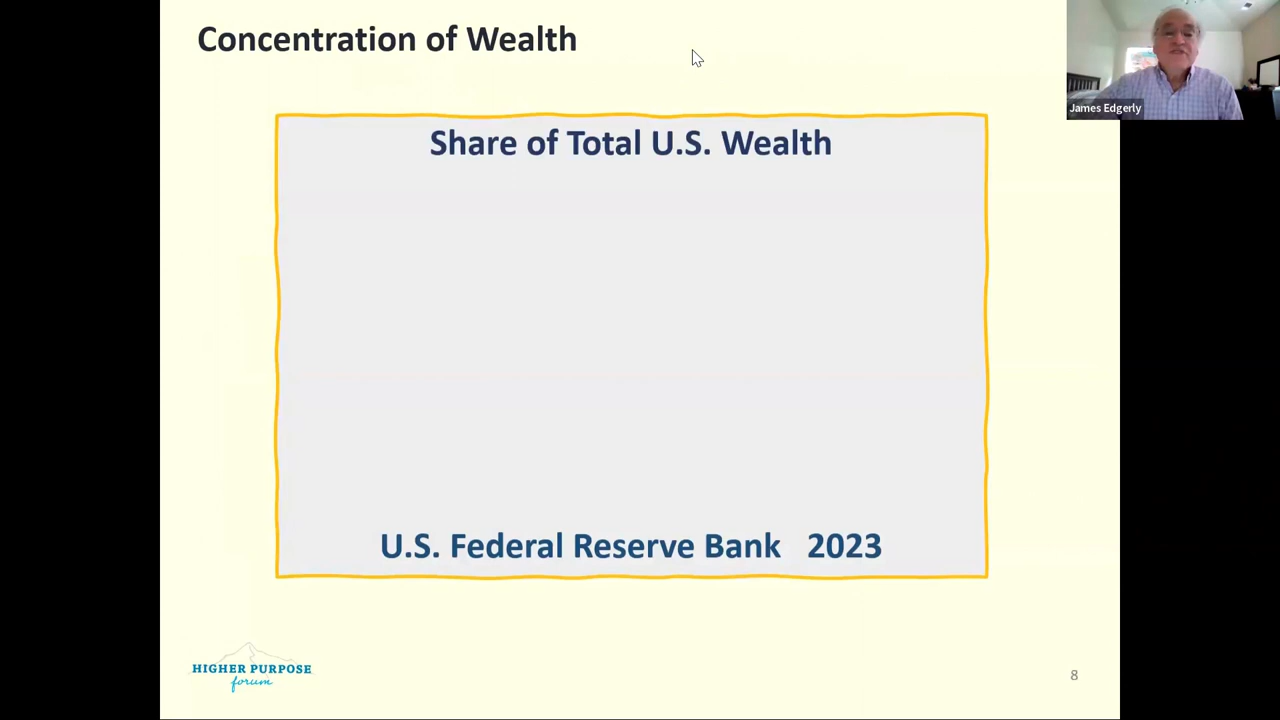 Concentration of Wealth
James Edgerly
Share of Total U.S. Wealth
U.S. Federal Reserve Bank 2023
HIGHER PURPOSE
forum
8